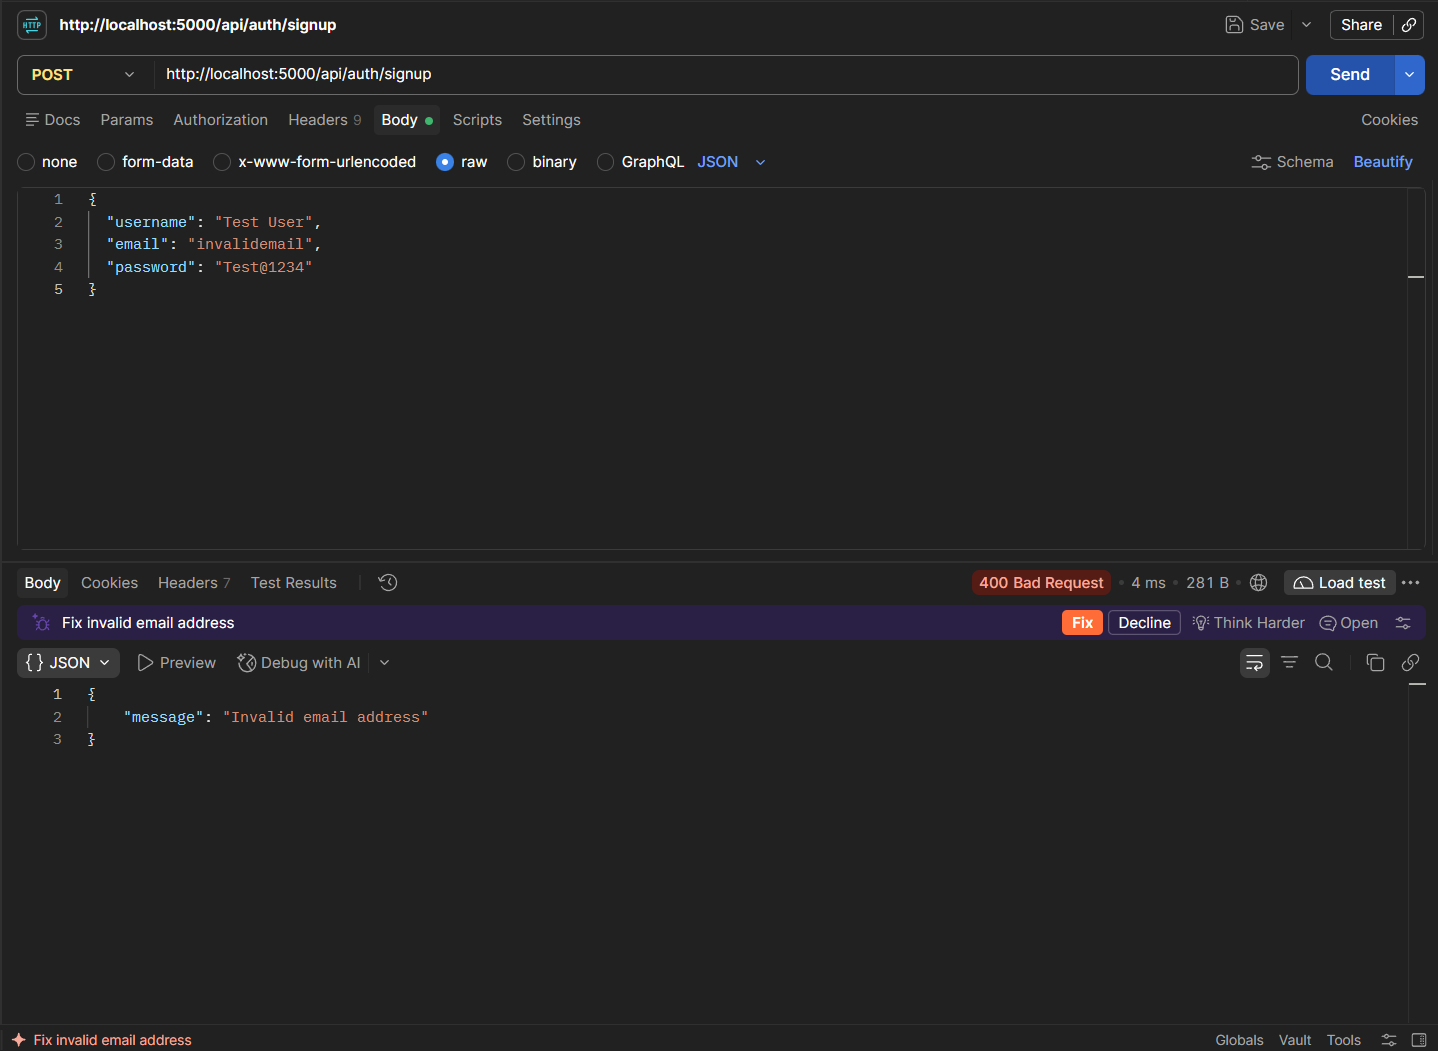 HTTP http://localhost:5000/api/auth/signup Save Share
POST http://localhost:5000/api/auth/signup Send
Docs Params Authorization Headers 9 Body Scripts Settings Cookies
none form-data x-www-form-urlencoded raw binary GraphQL JSON Schema Beautify
1 {
2 "username": "Test User",
3 "email": "invalidemail",
4 "password": "Test@1234"
5 }
Body Cookies Headers 7 Test Results 400 Bad Request 4 ms 281 B Load test
Fix invalid email address Fix Decline Think Harder Open
{} JSON Preview Debug with AI
1 {
2 "message": "Invalid email address"
3 }
Fix invalid email address Globals Vault Tools